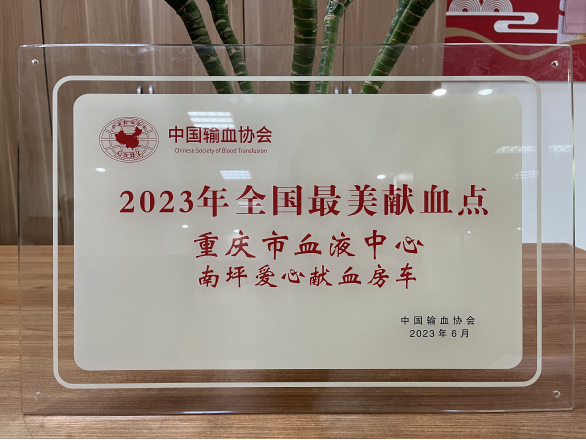 中国输血协会
Chinese Society of Blood Transfusion
2023年全国最美献血点
重庆市血液中心
南坪爱心献血房车
中国输血协会
2023年6月